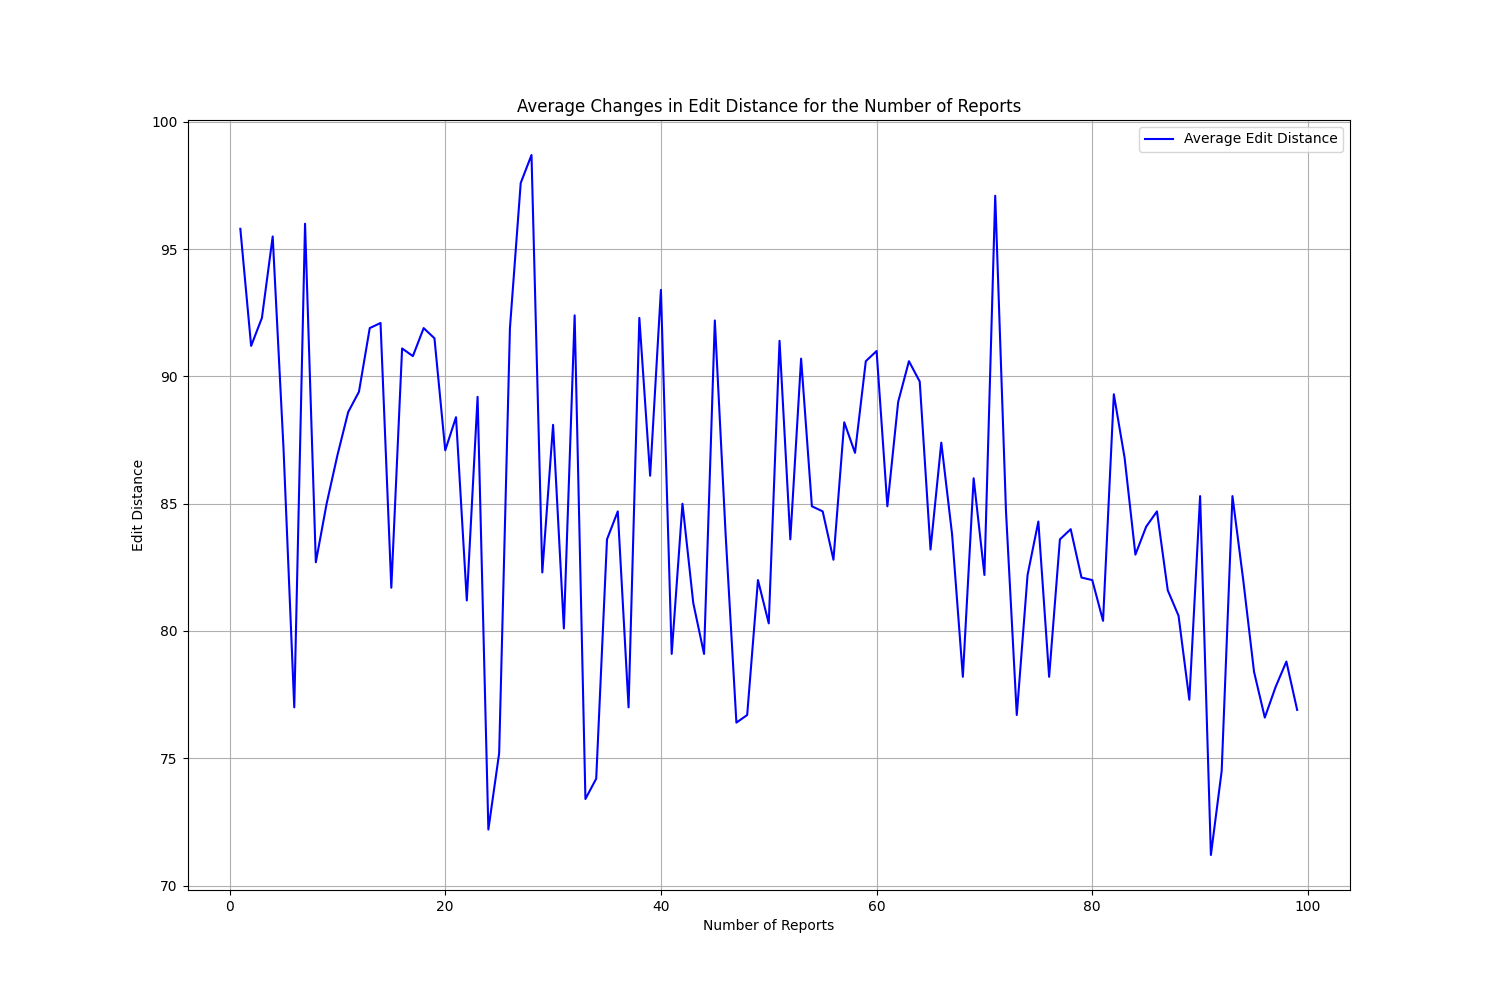 Average Changes in Edit Distance for the Number of Reports
Average Edit Distance
100
95
90
85
80
75
70
Edit Distance
0 20 40 60 80 100
Number of Reports